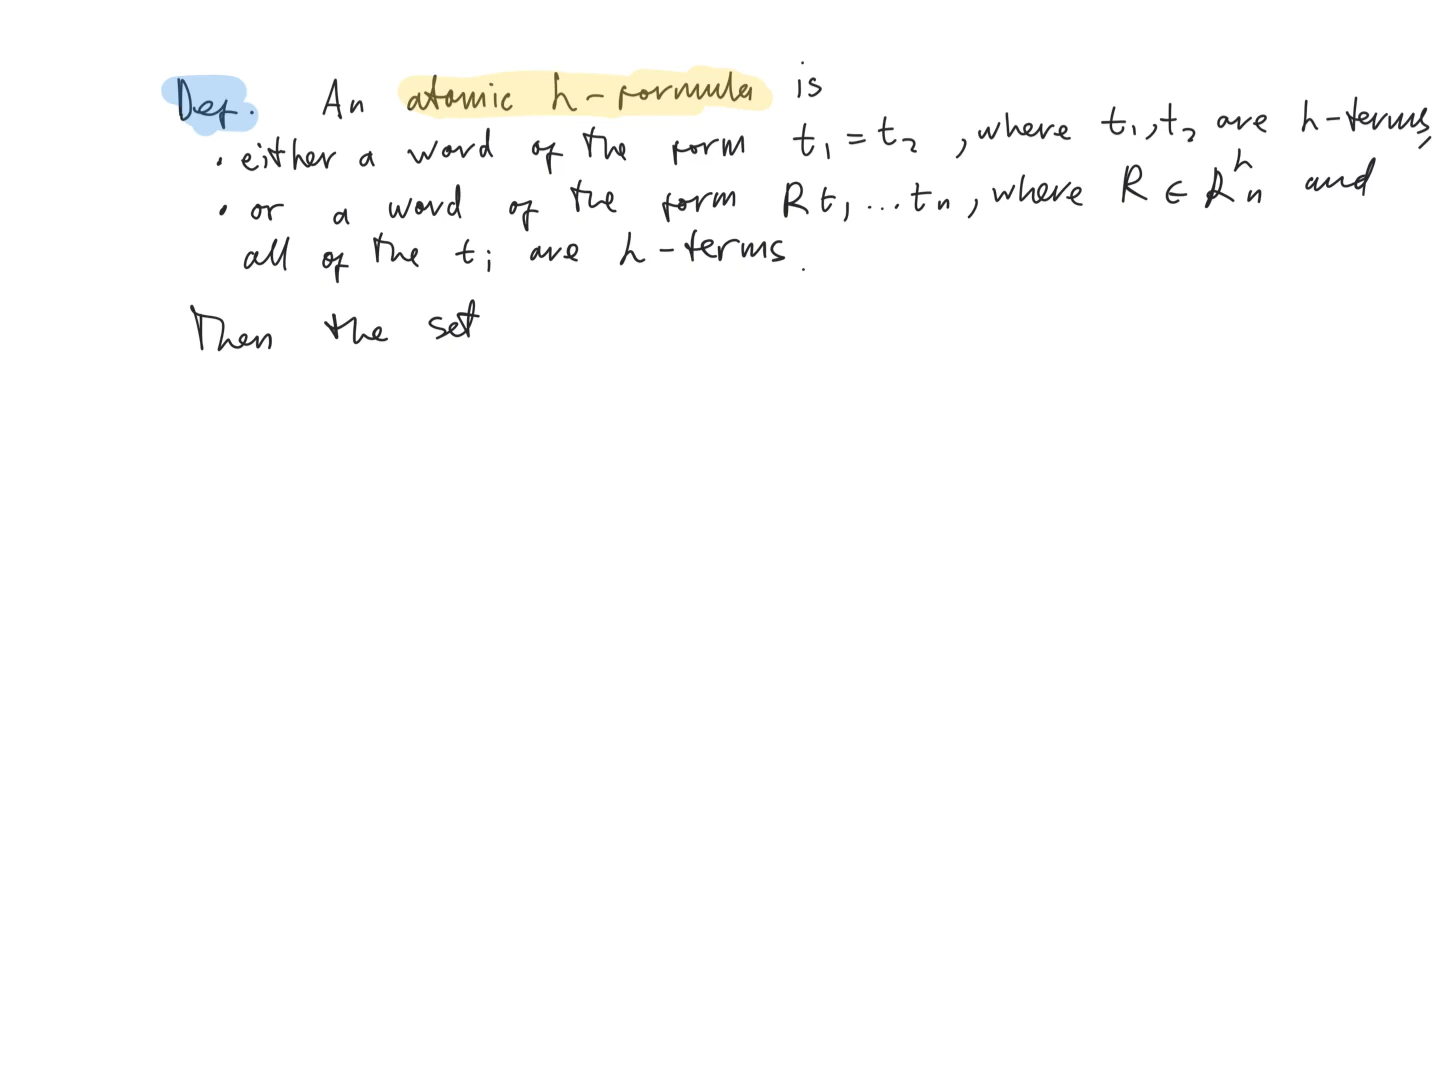 Def. An atomic h-formula is
• either a word of the form t₁ = t₂, where t₁, t₂ are h-terms,
• or a word of the form R t₁ ... tₙ, where R ∈ Rₙʰ and
all of the tᵢ are h-terms.
Then the set